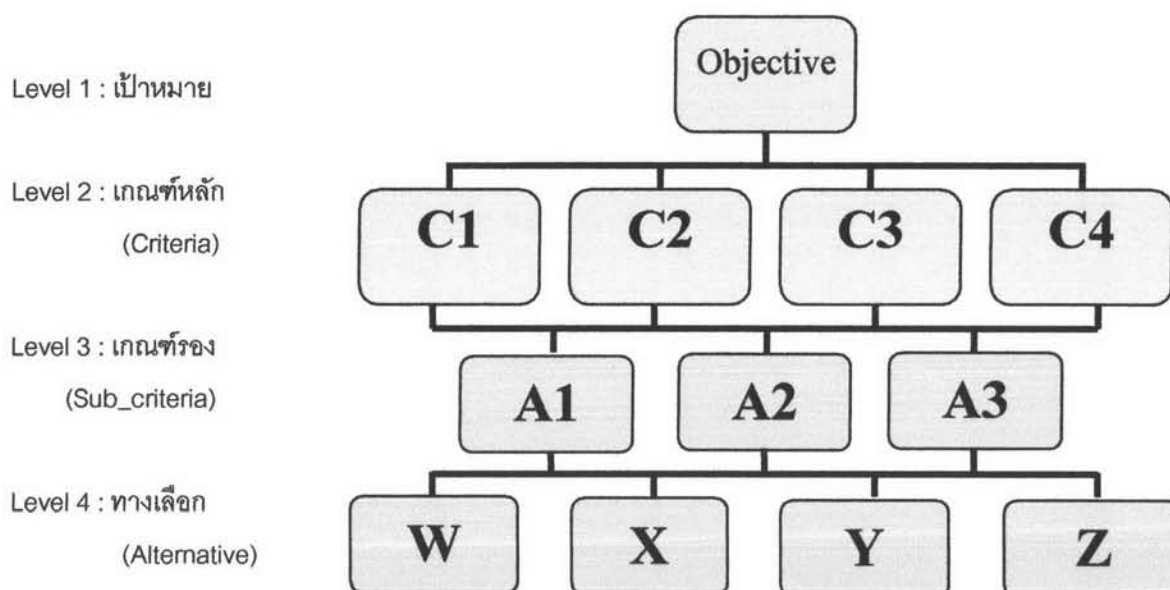 Objective
Level 1 : เป้าหมาย
Level 2 : เกณฑ์หลัก
(Criteria)
C1 C2 C3 C4
Level 3 : เกณฑ์รอง
(Sub_criteria)
A1 A2 A3
Level 4 : ทางเลือก
(Alternative)
W X Y Z